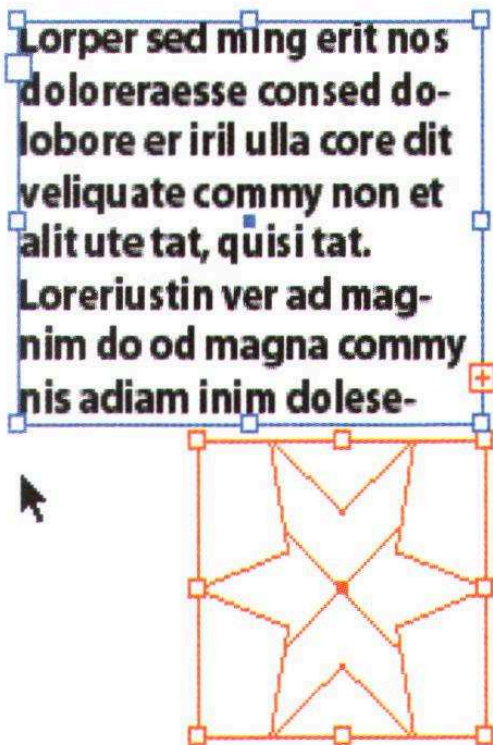 Lorper sed ming erit nos
doloreraesse consed do-
lobore er iril ulla core dit
veliquate commy non et
alit ute tat, quisi tat.
Loreriustin ver ad mag-
nim do od magna commy
nis adiam inim dolese-